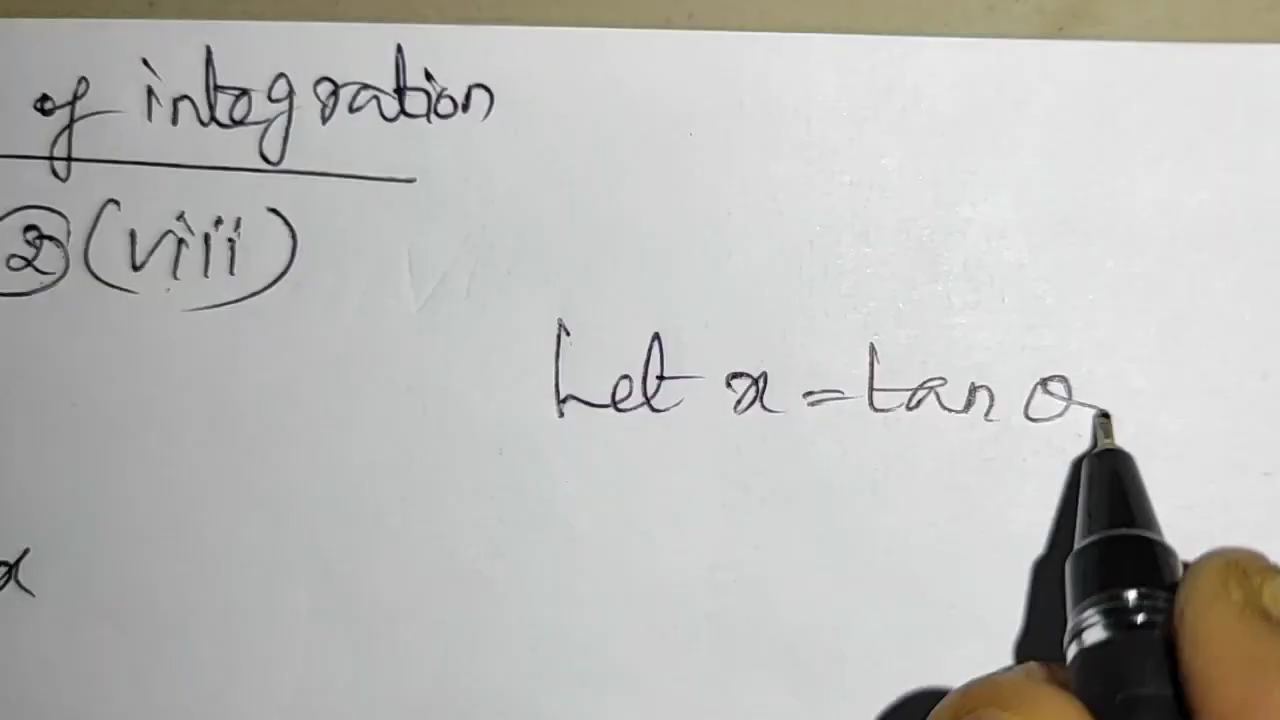 of integration
② (viii)
Let x = tan θ
x